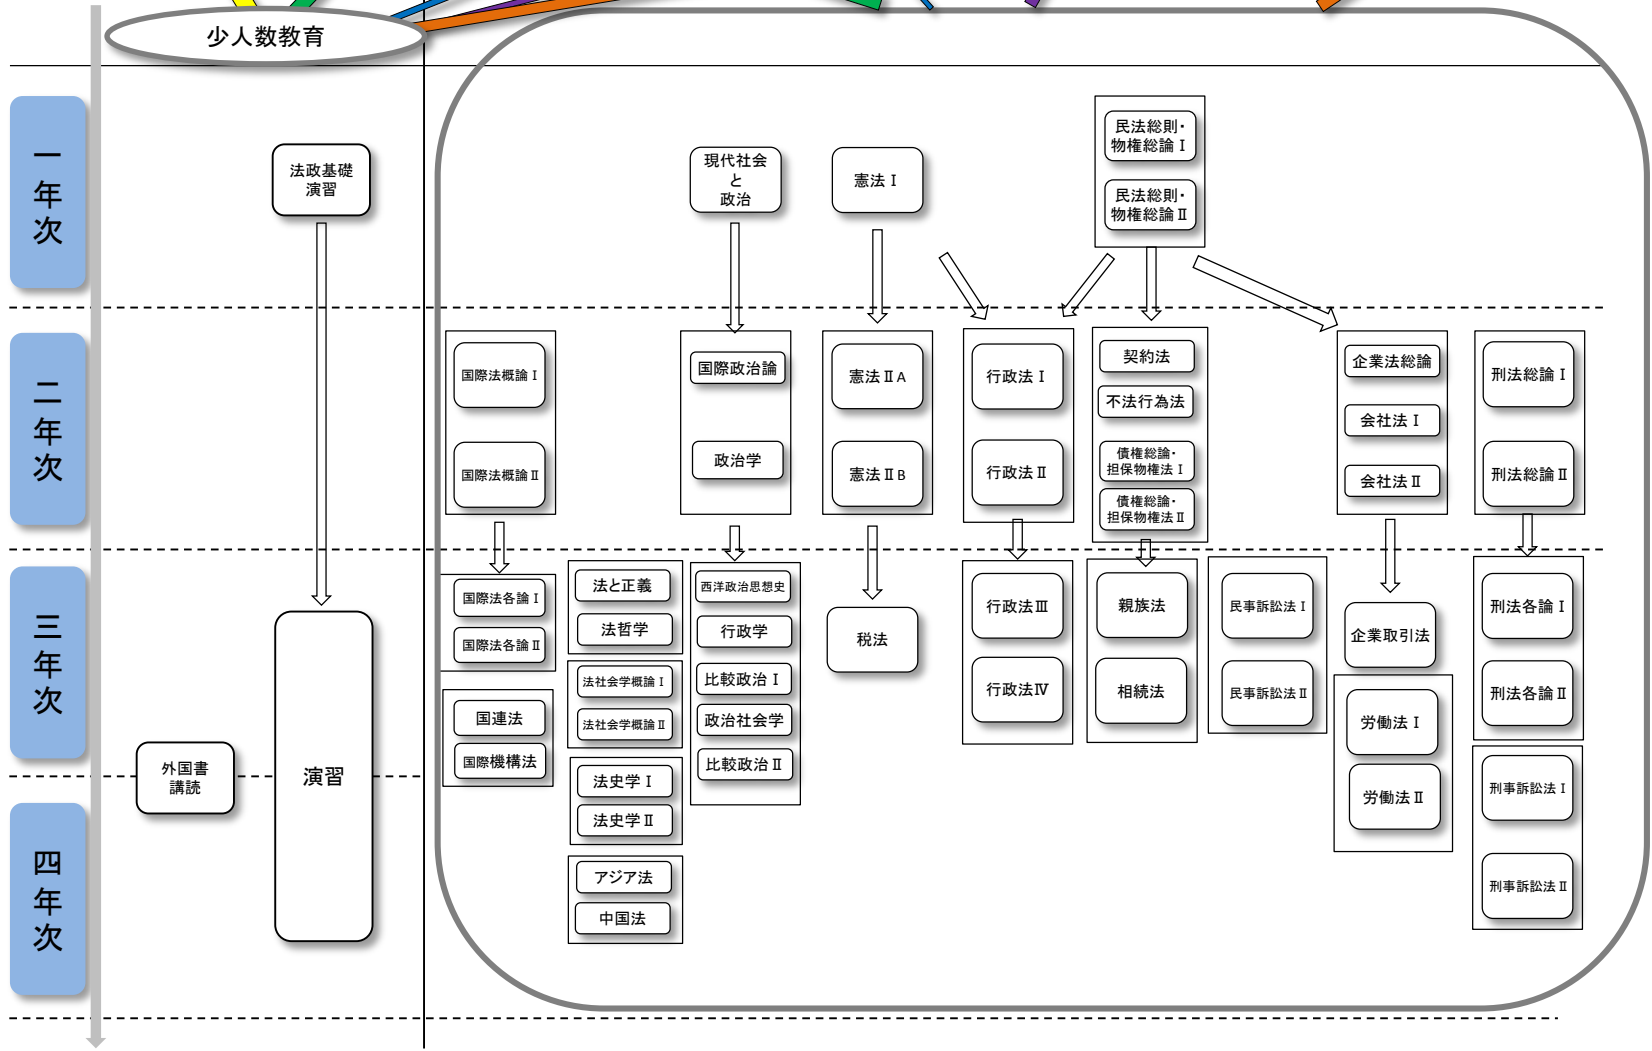 少人数教育
一年次
法政基礎
演習
現代社会
と
政治
憲法Ⅰ
民法総則・
物権総論Ⅰ
民法総則・
物権総論Ⅱ
二年次
国際法概論Ⅰ
国際法概論Ⅱ
国際政治論
政治学
憲法ⅡA
憲法ⅡB
行政法Ⅰ
行政法Ⅱ
契約法
不法行為法
債権総論・
担保物権法Ⅰ
債権総論・
担保物権法Ⅱ
企業法総論
会社法Ⅰ
会社法Ⅱ
刑法総論Ⅰ
刑法総論Ⅱ
三年次
外国書
講読
演習
国際法各論Ⅰ
国際法各論Ⅱ
国連法
国際機構法
法と正義
法哲学
法社会学概論Ⅰ
法社会学概論Ⅱ
法史学Ⅰ
法史学Ⅱ
アジア法
中国法
西洋政治思想史
行政学
比較政治Ⅰ
政治社会学
比較政治Ⅱ
税法
行政法Ⅲ
行政法Ⅳ
親族法
相続法
民事訴訟法Ⅰ
民事訴訟法Ⅱ
企業取引法
労働法Ⅰ
労働法Ⅱ
刑法各論Ⅰ
刑法各論Ⅱ
刑事訴訟法Ⅰ
刑事訴訟法Ⅱ
四年次